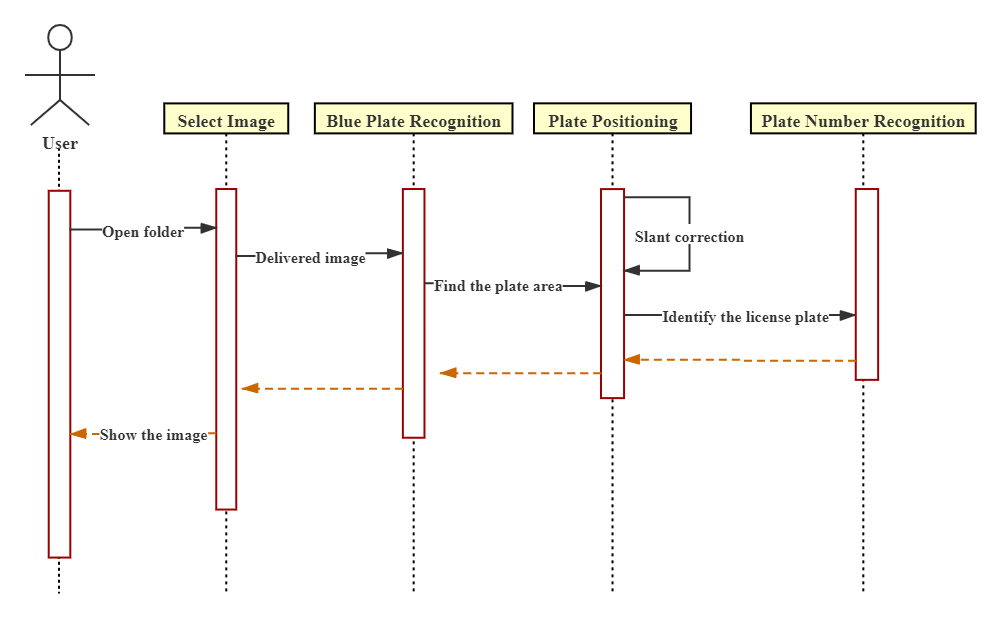 User
Select Image
Blue Plate Recognition
Plate Positioning
Plate Number Recognition
Open folder
Delivered image
Slant correction
Find the plate area
Identify the license plate
Show the image